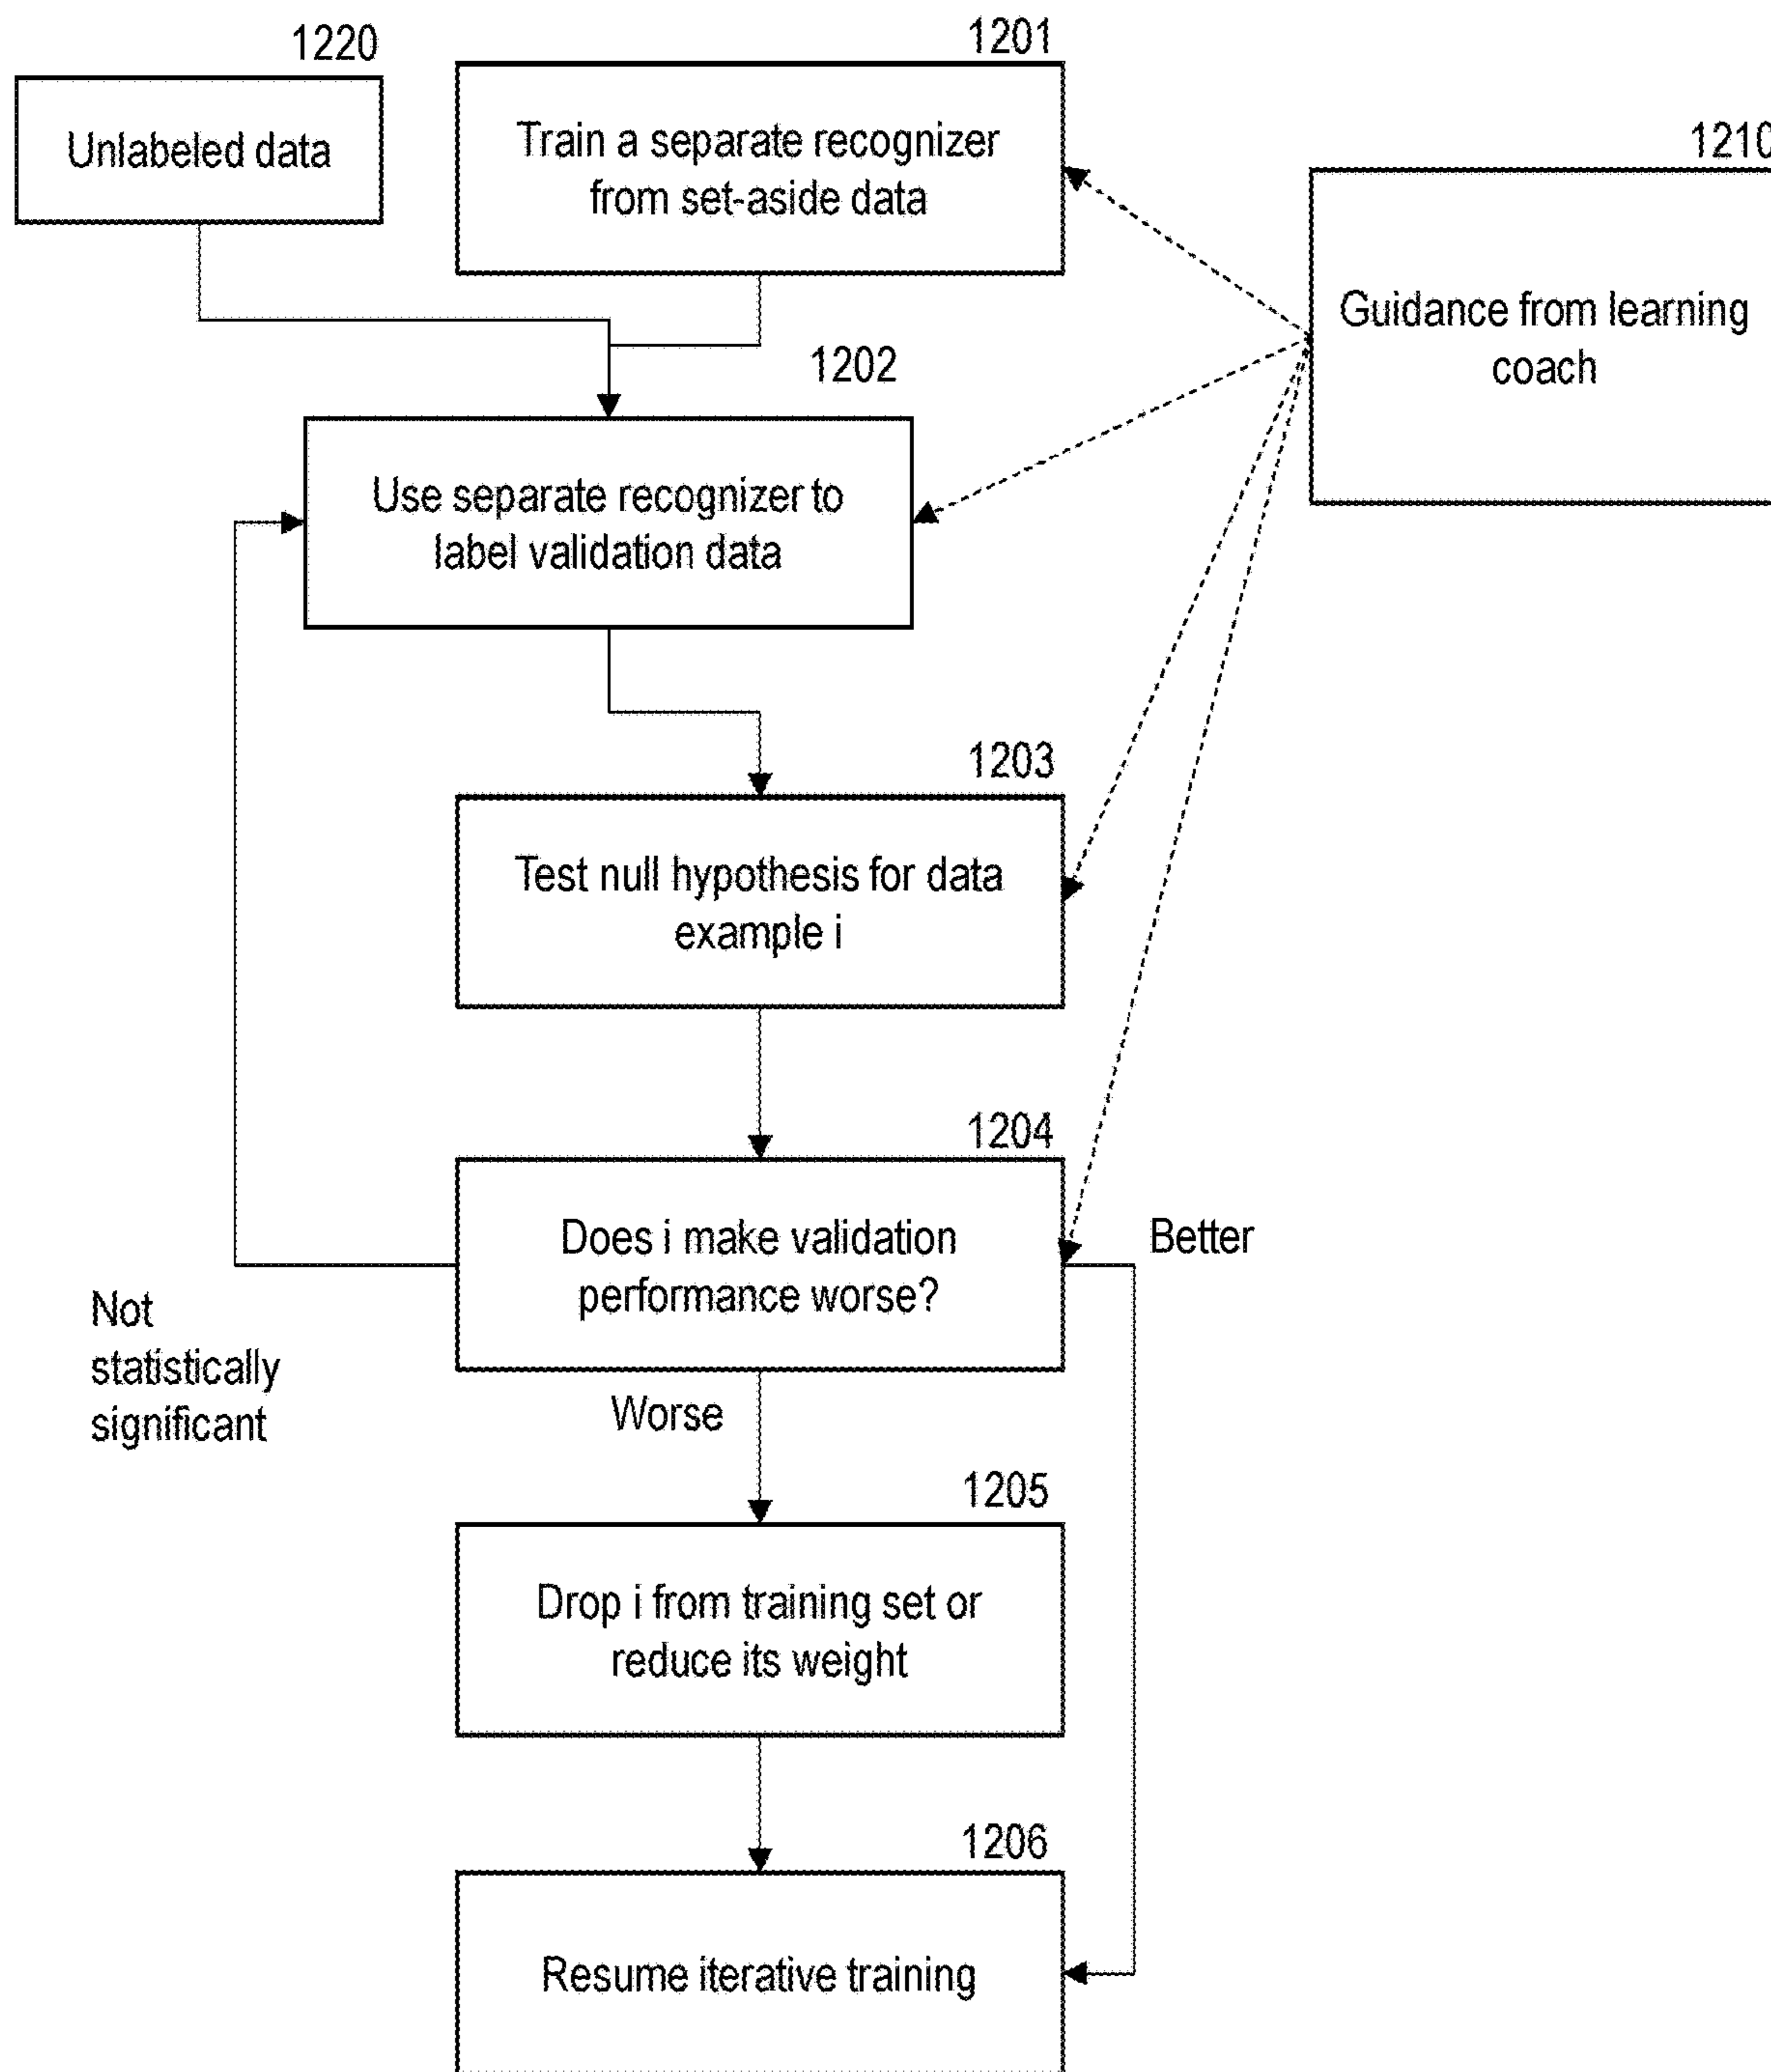 1220
Unlabeled data
1201
Train a separate recognizer
from set-aside data
1210
Guidance from learning
coach
1202
Use separate recognizer to
label validation data
1203
Test null hypothesis for data
example i
1204
Does i make validation
performance worse?
Better
Not
statistically
significant
Worse
1205
Drop i from training set or
reduce its weight
1206
Resume iterative training